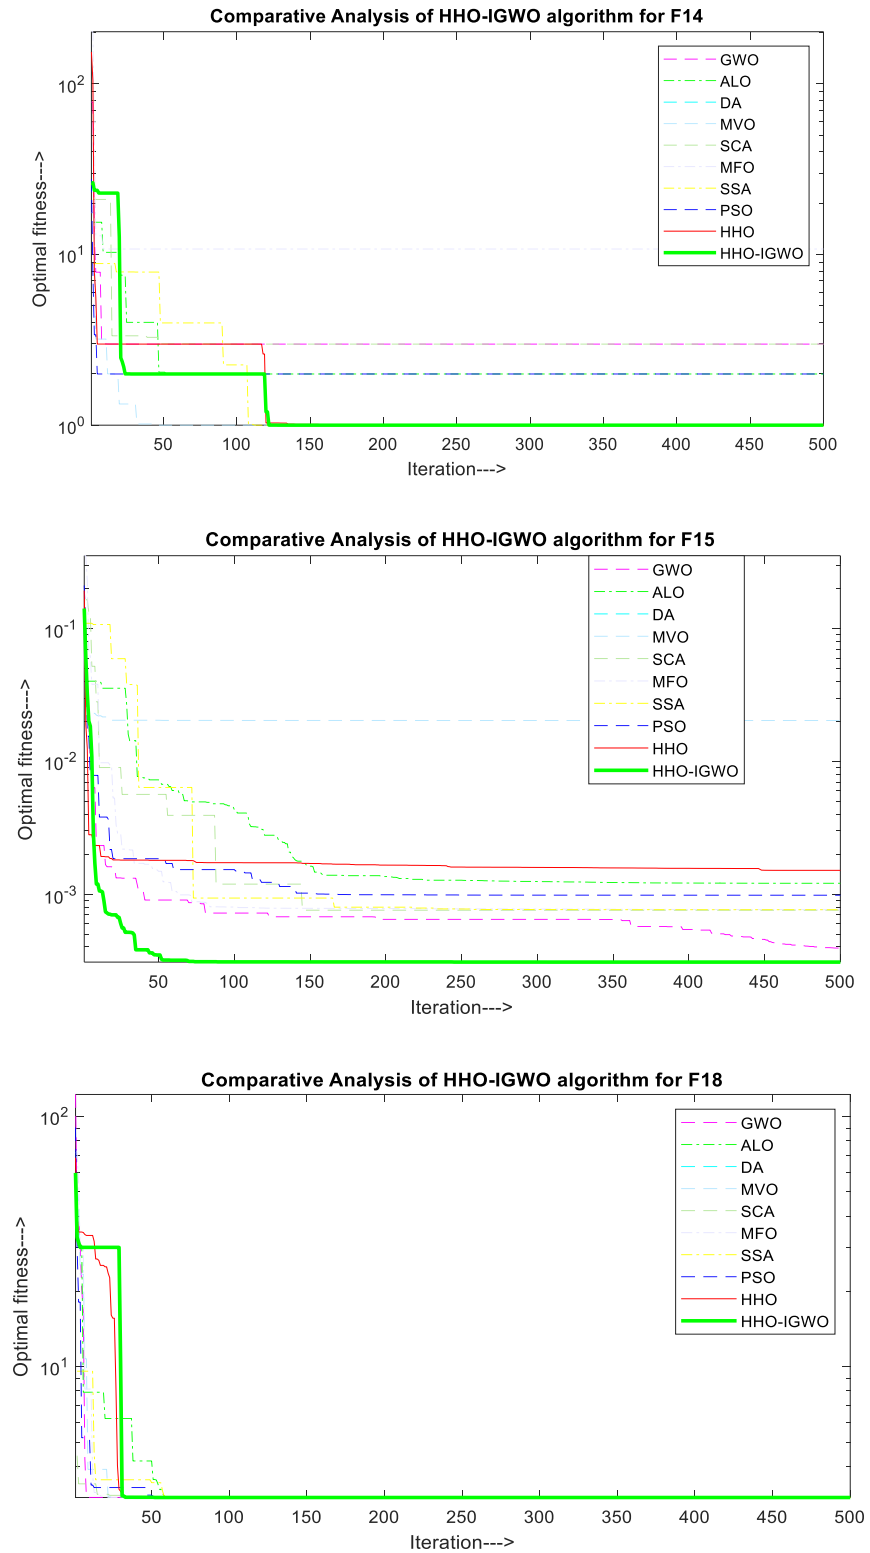 Comparative Analysis of HHO-IGWO algorithm for F14
Optimal fitness--->
10^2
10^1
10^0
GWO
ALO
DA
MVO
SCA
MFO
SSA
PSO
HHO
HHO-IGWO
50 100 150 200 250 300 350 400 450 500
Iteration--->
Comparative Analysis of HHO-IGWO algorithm for F15
Optimal fitness--->
10^-1
10^-2
10^-3
GWO
ALO
DA
MVO
SCA
MFO
SSA
PSO
HHO
HHO-IGWO
50 100 150 200 250 300 350 400 450 500
Iteration--->
Comparative Analysis of HHO-IGWO algorithm for F18
Optimal fitness--->
10^2
10^1
GWO
ALO
DA
MVO
SCA
MFO
SSA
PSO
HHO
HHO-IGWO
50 100 150 200 250 300 350 400 450 500
Iteration--->